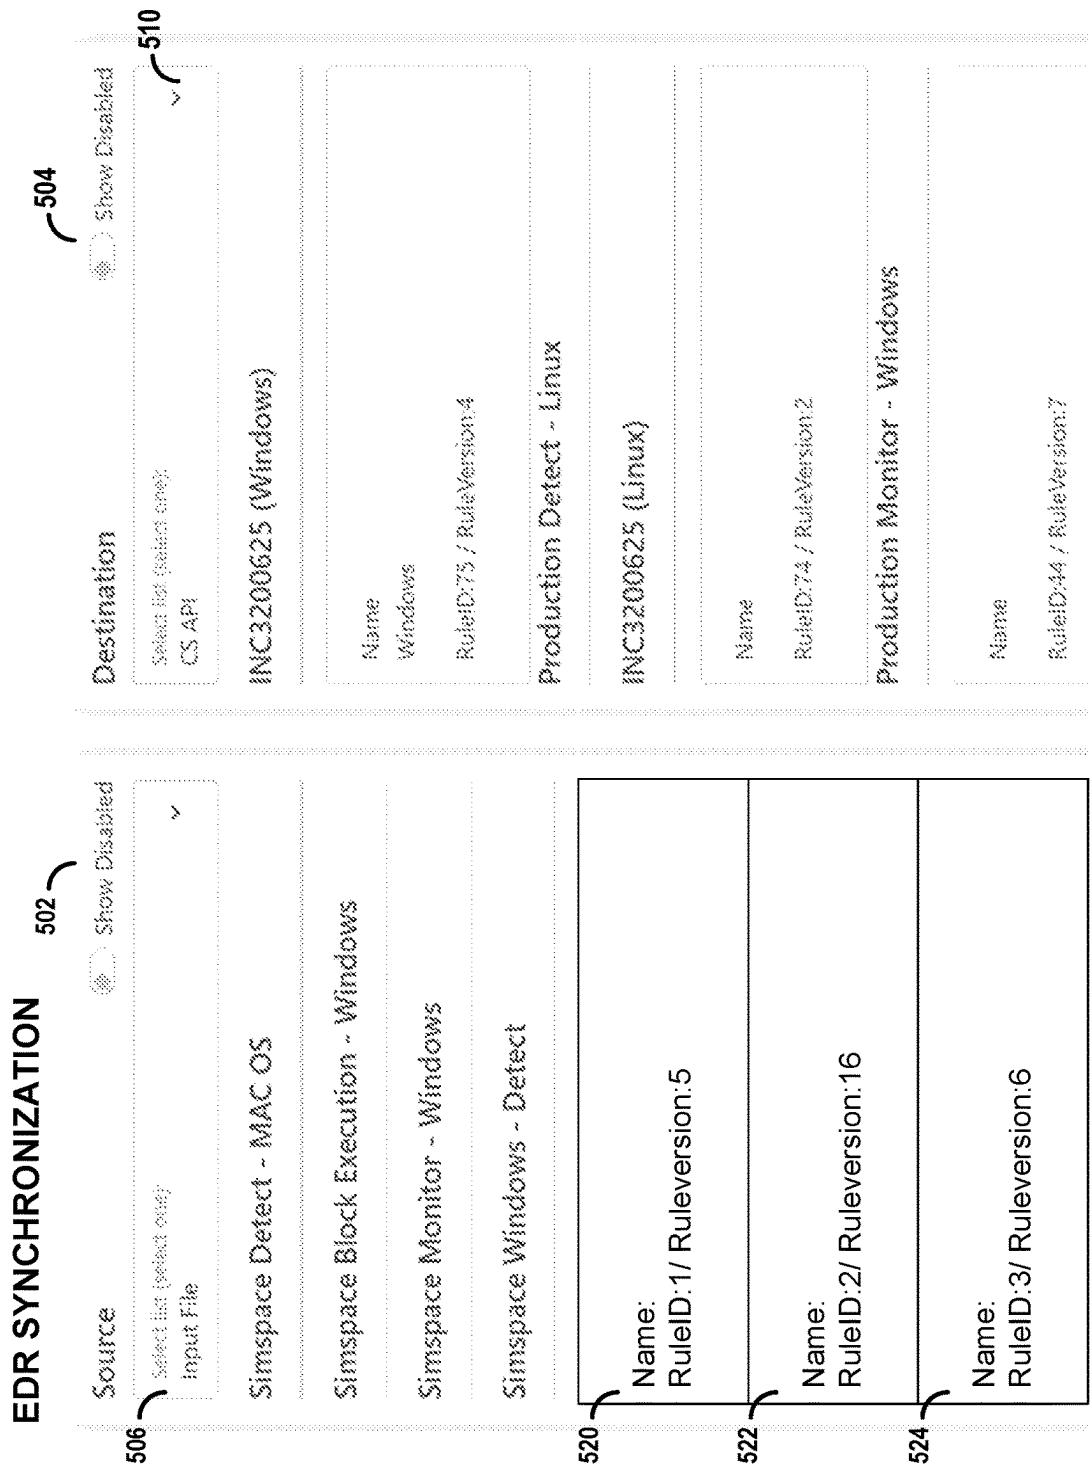 EDR SYNCHRONIZATION
502
Source
Show Disabled
506
Select list (select one):
Input File
Simspace Detect - MAC OS
Simspace Block Execution - Windows
Simspace Monitor - Windows
Simspace Windows - Detect
520
Name:
RuleID:1/ Ruleversion:5
522
Name:
RuleID:2/ Ruleversion:16
524
Name:
RuleID:3/ Ruleversion:6
504
Destination
Show Disabled
510
Select list (select one):
CS API
INC3200625 (Windows)
Name
Windows
RuleID:75 / RuleVersion:4
Production Detect - Linux
INC3200625 (Linux)
Name
RuleID:74 / RuleVersion:2
Production Monitor - Windows
Name
RuleID:44 / RuleVersion:7